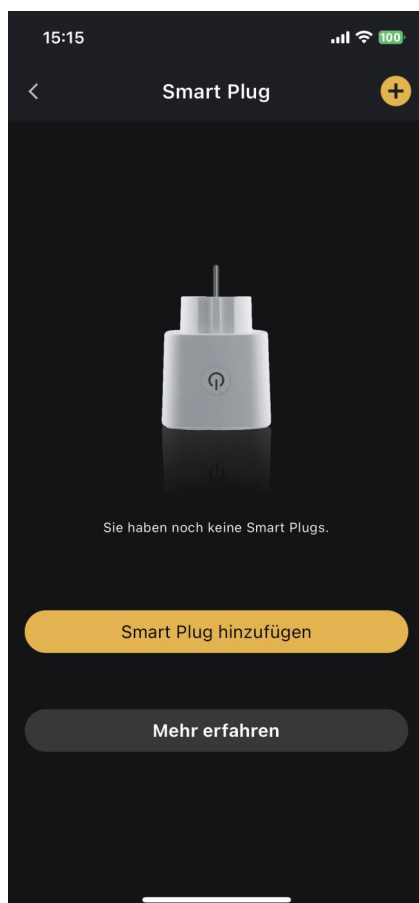 15:15
100
Smart Plug
Sie haben noch keine Smart Plugs.
Smart Plug hinzufügen
Mehr erfahren